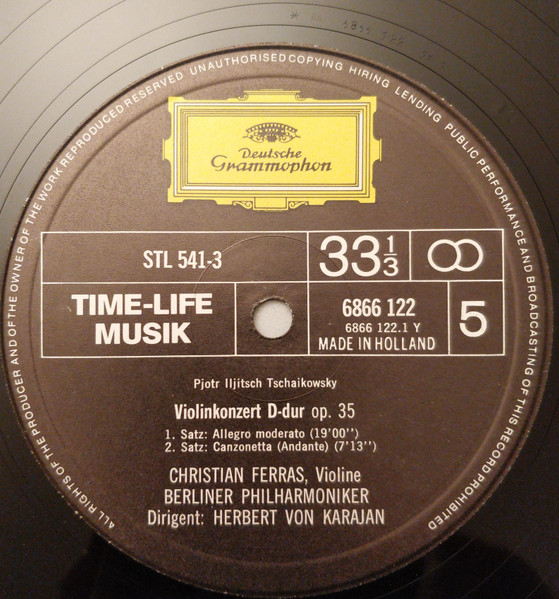 ALL RIGHTS OF THE PRODUCER AND OF THE OWNER OF THE WORK REPRODUCED RESERVED UNAUTHORISED COPYING HIRING LENDING PUBLIC PERFORMANCE AND BROADCASTING OF THIS RECORD PROHIBITED
Deutsche
Grammophon
STL 541-3
33 1/3
TIME-LIFE
MUSIK
6866 122
6866 122.1 Y
MADE IN HOLLAND
5
Pjotr Iljitsch Tschaikowsky
Violinkonzert D-dur op. 35
1. Satz: Allegro moderato (19'00'')
2. Satz: Canzonetta (Andante) (7'13'')
CHRISTIAN FERRAS, Violine
BERLINER PHILHARMONIKER
Dirigent: HERBERT VON KARAJAN